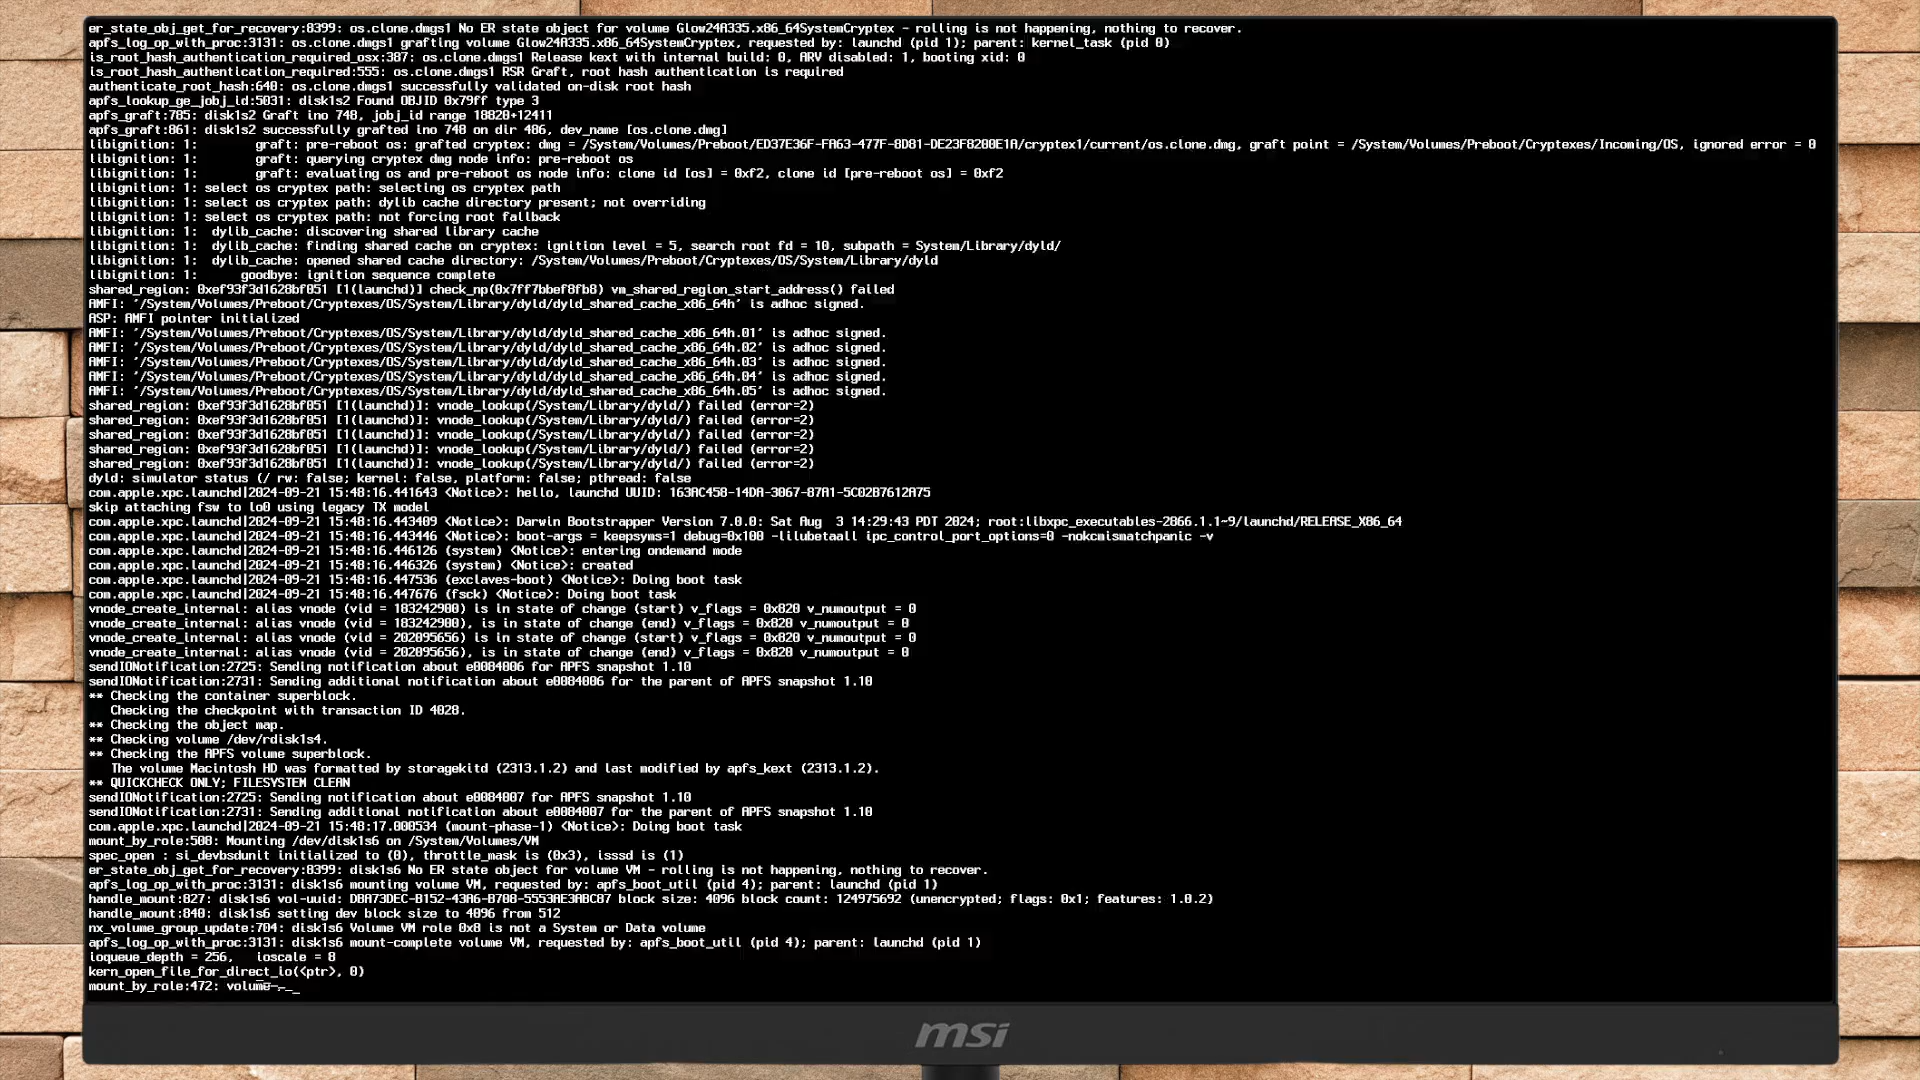 er_state_obj_get_for_recovery:8399: os.clone.dmgs1 No ER state object for volume Glow24A335.x86_64SystemCryptex - rolling is not happening, nothing to recover.
apfs_log_op_with_proc:3131: os.clone.dmgs1 grafting volume Glow24A335.x86_64SystemCryptex, requested by: launchd (pid 1); parent: kernel_task (pid 0)
is_root_hash_authentication_required_osx:387: os.clone.dmgs1 Release kext with internal build: 0, ARV disabled: 1, booting xid: 0
is_root_hash_authentication_required:555: os.clone.dmgs1 RSR Graft, root hash authentication is required
authenticate_root_hash:640: os.clone.dmgs1 successfully validated on-disk root hash
apfs_lookup_ge_jobj_id:5031: disk1s2 Found OBJID 0x79ff type 3
apfs_graft:785: disk1s2 Graft ino 748, jobj_id range 18820+12411
apfs_graft:861: disk1s2 successfully grafted ino 748 on dir 486, dev_name [os.clone.dmg]
libignition: 1:        graft: pre-reboot os: grafted cryptex: dmg = /System/Volumes/Preboot/ED37E36F-FA63-477F-8D81-DE23F8200E1A/cryptex1/current/os.clone.dmg, graft point = /System/Volumes/Preboot/Cryptexes/Incoming/OS, ignored error = 0
libignition: 1:        graft: querying cryptex dmg node info: pre-reboot os
libignition: 1:        graft: evaluating os and pre-reboot os node info: clone id [os] = 0xf2, clone id [pre-reboot os] = 0xf2
libignition: 1: select os cryptex path: selecting os cryptex path
libignition: 1: select os cryptex path: dylib cache directory present; not overriding
libignition: 1: select os cryptex path: not forcing root fallback
libignition: 1:  dylib_cache: discovering shared library cache
libignition: 1:  dylib_cache: finding shared cache on cryptex: ignition level = 5, search root fd = 10, subpath = System/Library/dyld/
libignition: 1:  dylib_cache: opened shared cache directory: /System/Volumes/Preboot/Cryptexes/OS/System/Library/dyld
libignition: 1:      goodbye: ignition sequence complete
shared_region: 0xef93f3d1628bf051 [1(launchd)] check_np(0x7ff7bbef8fb8) vm_shared_region_start_address() failed
AMFI: '/System/Volumes/Preboot/Cryptexes/OS/System/Library/dyld/dyld_shared_cache_x86_64h' is adhoc signed.
ASP: AMFI pointer initialized
AMFI: '/System/Volumes/Preboot/Cryptexes/OS/System/Library/dyld/dyld_shared_cache_x86_64h.01' is adhoc signed.
AMFI: '/System/Volumes/Preboot/Cryptexes/OS/System/Library/dyld/dyld_shared_cache_x86_64h.02' is adhoc signed.
AMFI: '/System/Volumes/Preboot/Cryptexes/OS/System/Library/dyld/dyld_shared_cache_x86_64h.03' is adhoc signed.
AMFI: '/System/Volumes/Preboot/Cryptexes/OS/System/Library/dyld/dyld_shared_cache_x86_64h.04' is adhoc signed.
AMFI: '/System/Volumes/Preboot/Cryptexes/OS/System/Library/dyld/dyld_shared_cache_x86_64h.05' is adhoc signed.
shared_region: 0xef93f3d1628bf051 [1(launchd)]: vnode_lookup(/System/Library/dyld/) failed (error=2)
shared_region: 0xef93f3d1628bf051 [1(launchd)]: vnode_lookup(/System/Library/dyld/) failed (error=2)
shared_region: 0xef93f3d1628bf051 [1(launchd)]: vnode_lookup(/System/Library/dyld/) failed (error=2)
shared_region: 0xef93f3d1628bf051 [1(launchd)]: vnode_lookup(/System/Library/dyld/) failed (error=2)
shared_region: 0xef93f3d1628bf051 [1(launchd)]: vnode_lookup(/System/Library/dyld/) failed (error=2)
dyld: simulator status (/ rw: false; kernel: false, platform: false; pthread: false
com.apple.xpc.launchd|2024-09-21 15:48:16.441643 <Notice>: hello, launchd UUID: 163AC458-14DA-3067-87A1-5C02B7612A75
skip attaching fsw to lo0 using legacy TX model
com.apple.xpc.launchd|2024-09-21 15:48:16.443409 <Notice>: Darwin Bootstrapper Version 7.0.0: Sat Aug  3 14:29:43 PDT 2024; root:libxpc_executables-2866.1.1~9/launchd/RELEASE_X86_64
com.apple.xpc.launchd|2024-09-21 15:48:16.443446 <Notice>: boot-args = keepsyms=1 debug=0x100 -lilubetaall ipc_control_port_options=0 -nokcmismatchpanic -v
com.apple.xpc.launchd|2024-09-21 15:48:16.446126 (system) <Notice>: entering ondemand mode
com.apple.xpc.launchd|2024-09-21 15:48:16.446326 (system) <Notice>: created
com.apple.xpc.launchd|2024-09-21 15:48:16.447536 (exclaves-boot) <Notice>: Doing boot task
com.apple.xpc.launchd|2024-09-21 15:48:16.447676 (fsck) <Notice>: Doing boot task
vnode_create_internal: alias vnode (vid = 183242900) is in state of change (start) v_flags = 0x820 v_numoutput = 0
vnode_create_internal: alias vnode (vid = 183242900), is in state of change (end) v_flags = 0x820 v_numoutput = 0
vnode_create_internal: alias vnode (vid = 202095656) is in state of change (start) v_flags = 0x820 v_numoutput = 0
vnode_create_internal: alias vnode (vid = 202095656), is in state of change (end) v_flags = 0x820 v_numoutput = 0
sendIONotification:2725: Sending notification about e0084006 for APFS snapshot 1.10
sendIONotification:2731: Sending additional notification about e0084006 for the parent of APFS snapshot 1.10
** Checking the container superblock.
   Checking the checkpoint with transaction ID 4028.
** Checking the object map.
** Checking volume /dev/rdisk1s4.
** Checking the APFS volume superblock.
   The volume Macintosh HD was formatted by storagekitd (2313.1.2) and last modified by apfs_kext (2313.1.2).
** QUICKCHECK ONLY; FILESYSTEM CLEAN
sendIONotification:2725: Sending notification about e0084007 for APFS snapshot 1.10
sendIONotification:2731: Sending additional notification about e0084007 for the parent of APFS snapshot 1.10
com.apple.xpc.launchd|2024-09-21 15:48:17.000534 (mount-phase-1) <Notice>: Doing boot task
mount_by_role:508: Mounting /dev/disk1s6 on /System/Volumes/VM
spec_open : si_devbsdunit initialized to (0), throttle_mask is (0x3), isssd is (1)
er_state_obj_get_for_recovery:8399: disk1s6 No ER state object for volume VM - rolling is not happening, nothing to recover.
apfs_log_op_with_proc:3131: disk1s6 mounting volume VM, requested by: apfs_boot_util (pid 4); parent: launchd (pid 1)
handle_mount:827: disk1s6 vol-uuid: DBA73DEC-B152-43A6-B708-5553AE3ABC87 block size: 4096 block count: 124975692 (unencrypted; flags: 0x1; features: 1.0.2)
handle_mount:840: disk1s6 setting dev block size to 4096 from 512
nx_volume_group_update:704: disk1s6 Volume VM role 0x8 is not a System or Data volume
apfs_log_op_with_proc:3131: disk1s6 mount-complete volume VM, requested by: apfs_boot_util (pid 4); parent: launchd (pid 1)
ioqueue_depth = 256,   ioscale = 8
kern_open_file_for_direct_io(<ptr>, 0)
mount_by_role:472: volume
msi